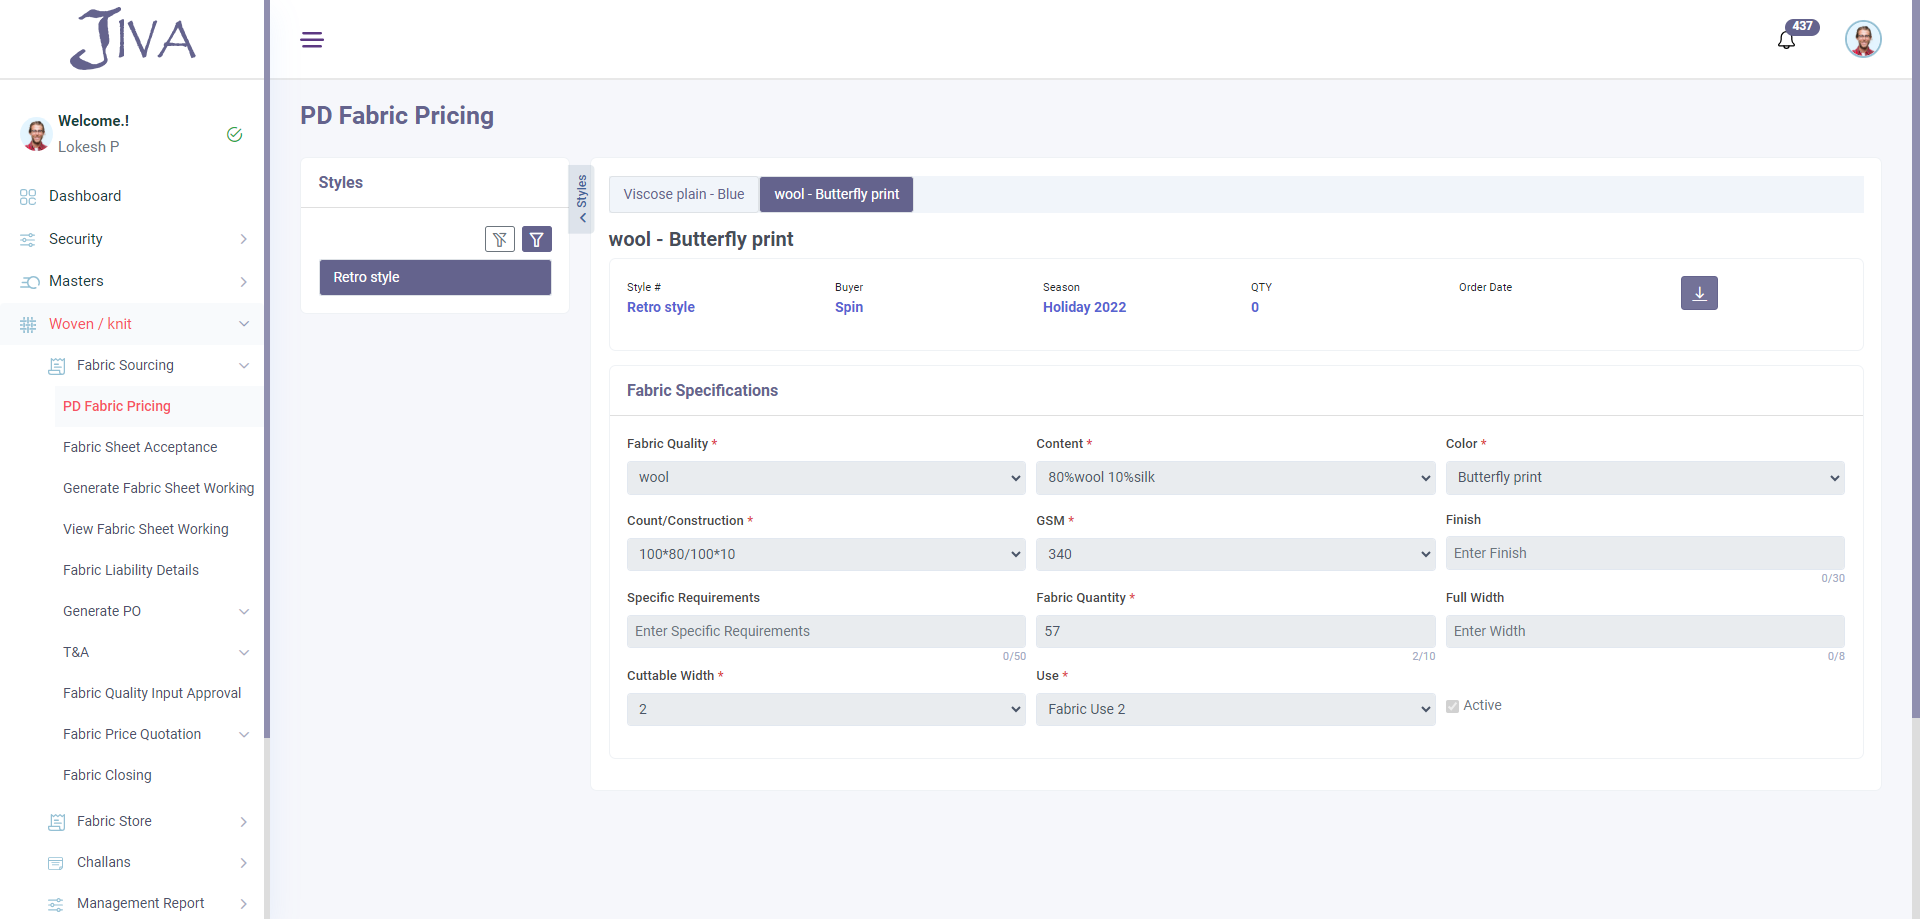 JIVA
437
Welcome.!
Lokesh P
Dashboard
Security
Masters
Woven / knit
Fabric Sourcing
PD Fabric Pricing
Fabric Sheet Acceptance
Generate Fabric Sheet Working
View Fabric Sheet Working
Fabric Liability Details
Generate PO
T&A
Fabric Quality Input Approval
Fabric Price Quotation
Fabric Closing
Fabric Store
Challans
Management Report
PD Fabric Pricing
Styles
Retro style
Styles
Viscose plain - Blue
wool - Butterfly print
wool - Butterfly print
Style # Buyer Season QTY Order Date
Retro style Spin Holiday 2022 0
Fabric Specifications
Fabric Quality * Content * Color *
wool 80%wool 10%silk Butterfly print
Count/Construction * GSM * Finish
100*80/100*10 340 Enter Finish
0/30
Specific Requirements Fabric Quantity * Full Width
Enter Specific Requirements 57 Enter Width
0/50 2/10 0/8
Cuttable Width * Use *
2 Fabric Use 2 Active